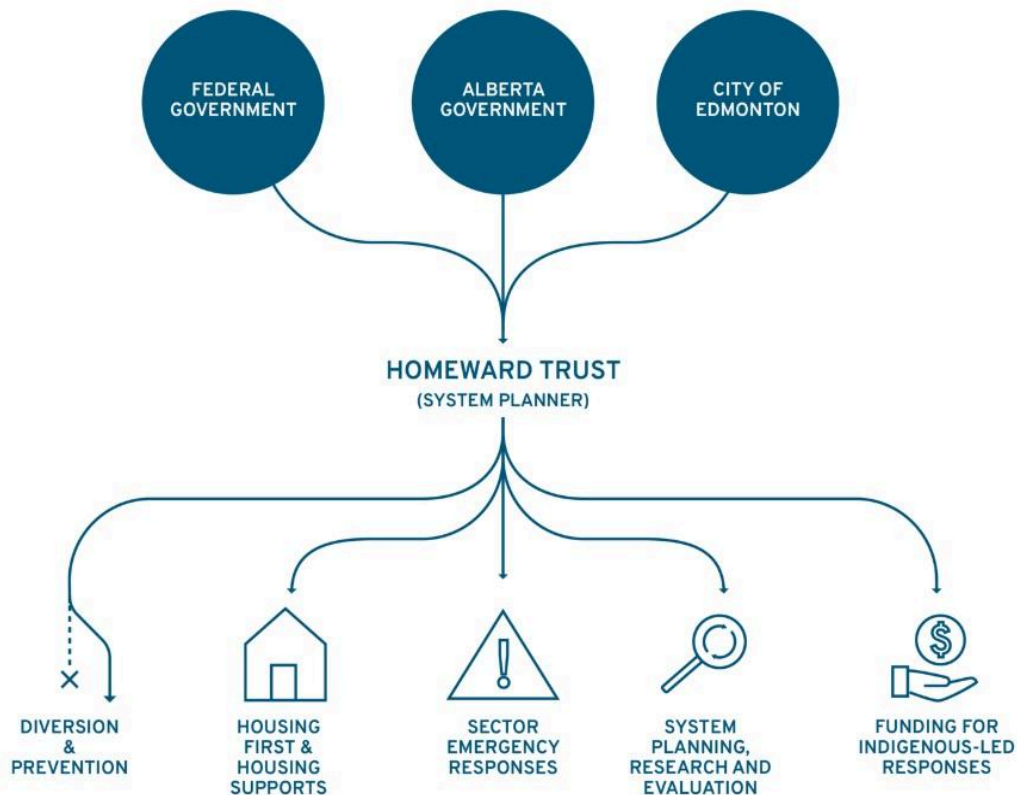 FEDERAL
GOVERNMENT
ALBERTA
GOVERNMENT
CITY OF
EDMONTON
HOMEWARD TRUST
(SYSTEM PLANNER)
DIVERSION
&
PREVENTION
HOUSING
FIRST &
HOUSING
SUPPORTS
SECTOR
EMERGENCY
RESPONSES
SYSTEM
PLANNING,
RESEARCH AND
EVALUATION
$
FUNDING FOR
INDIGENOUS-LED
RESPONSES